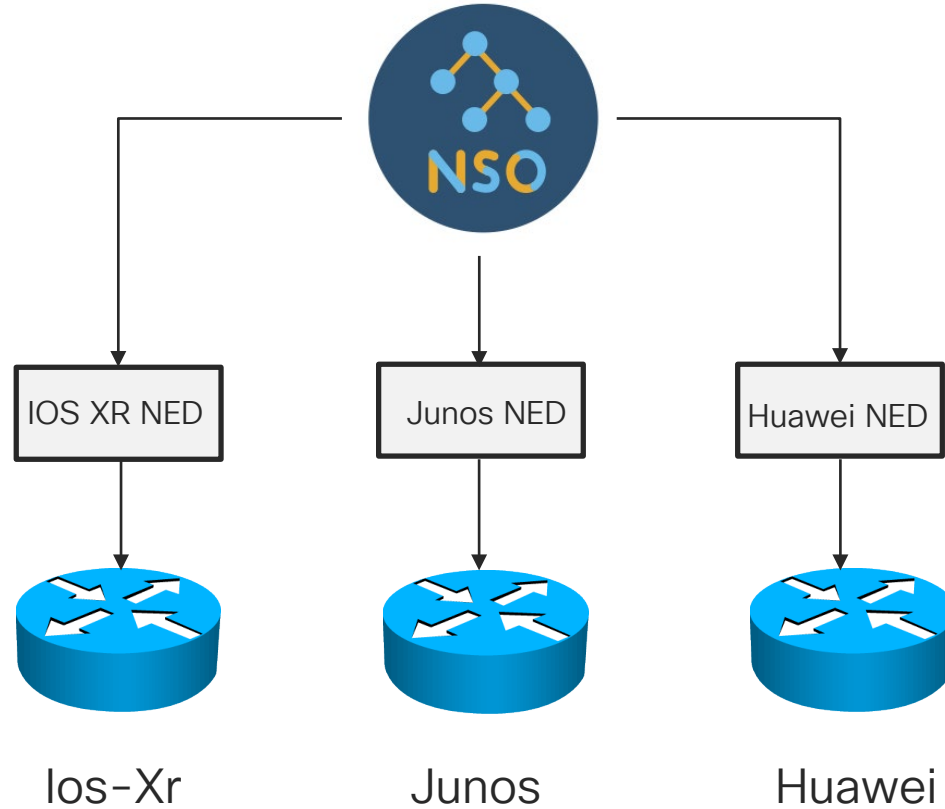 NSO
IOS XR NED
Junos NED
Huawei NED
Ios-Xr
Junos
Huawei